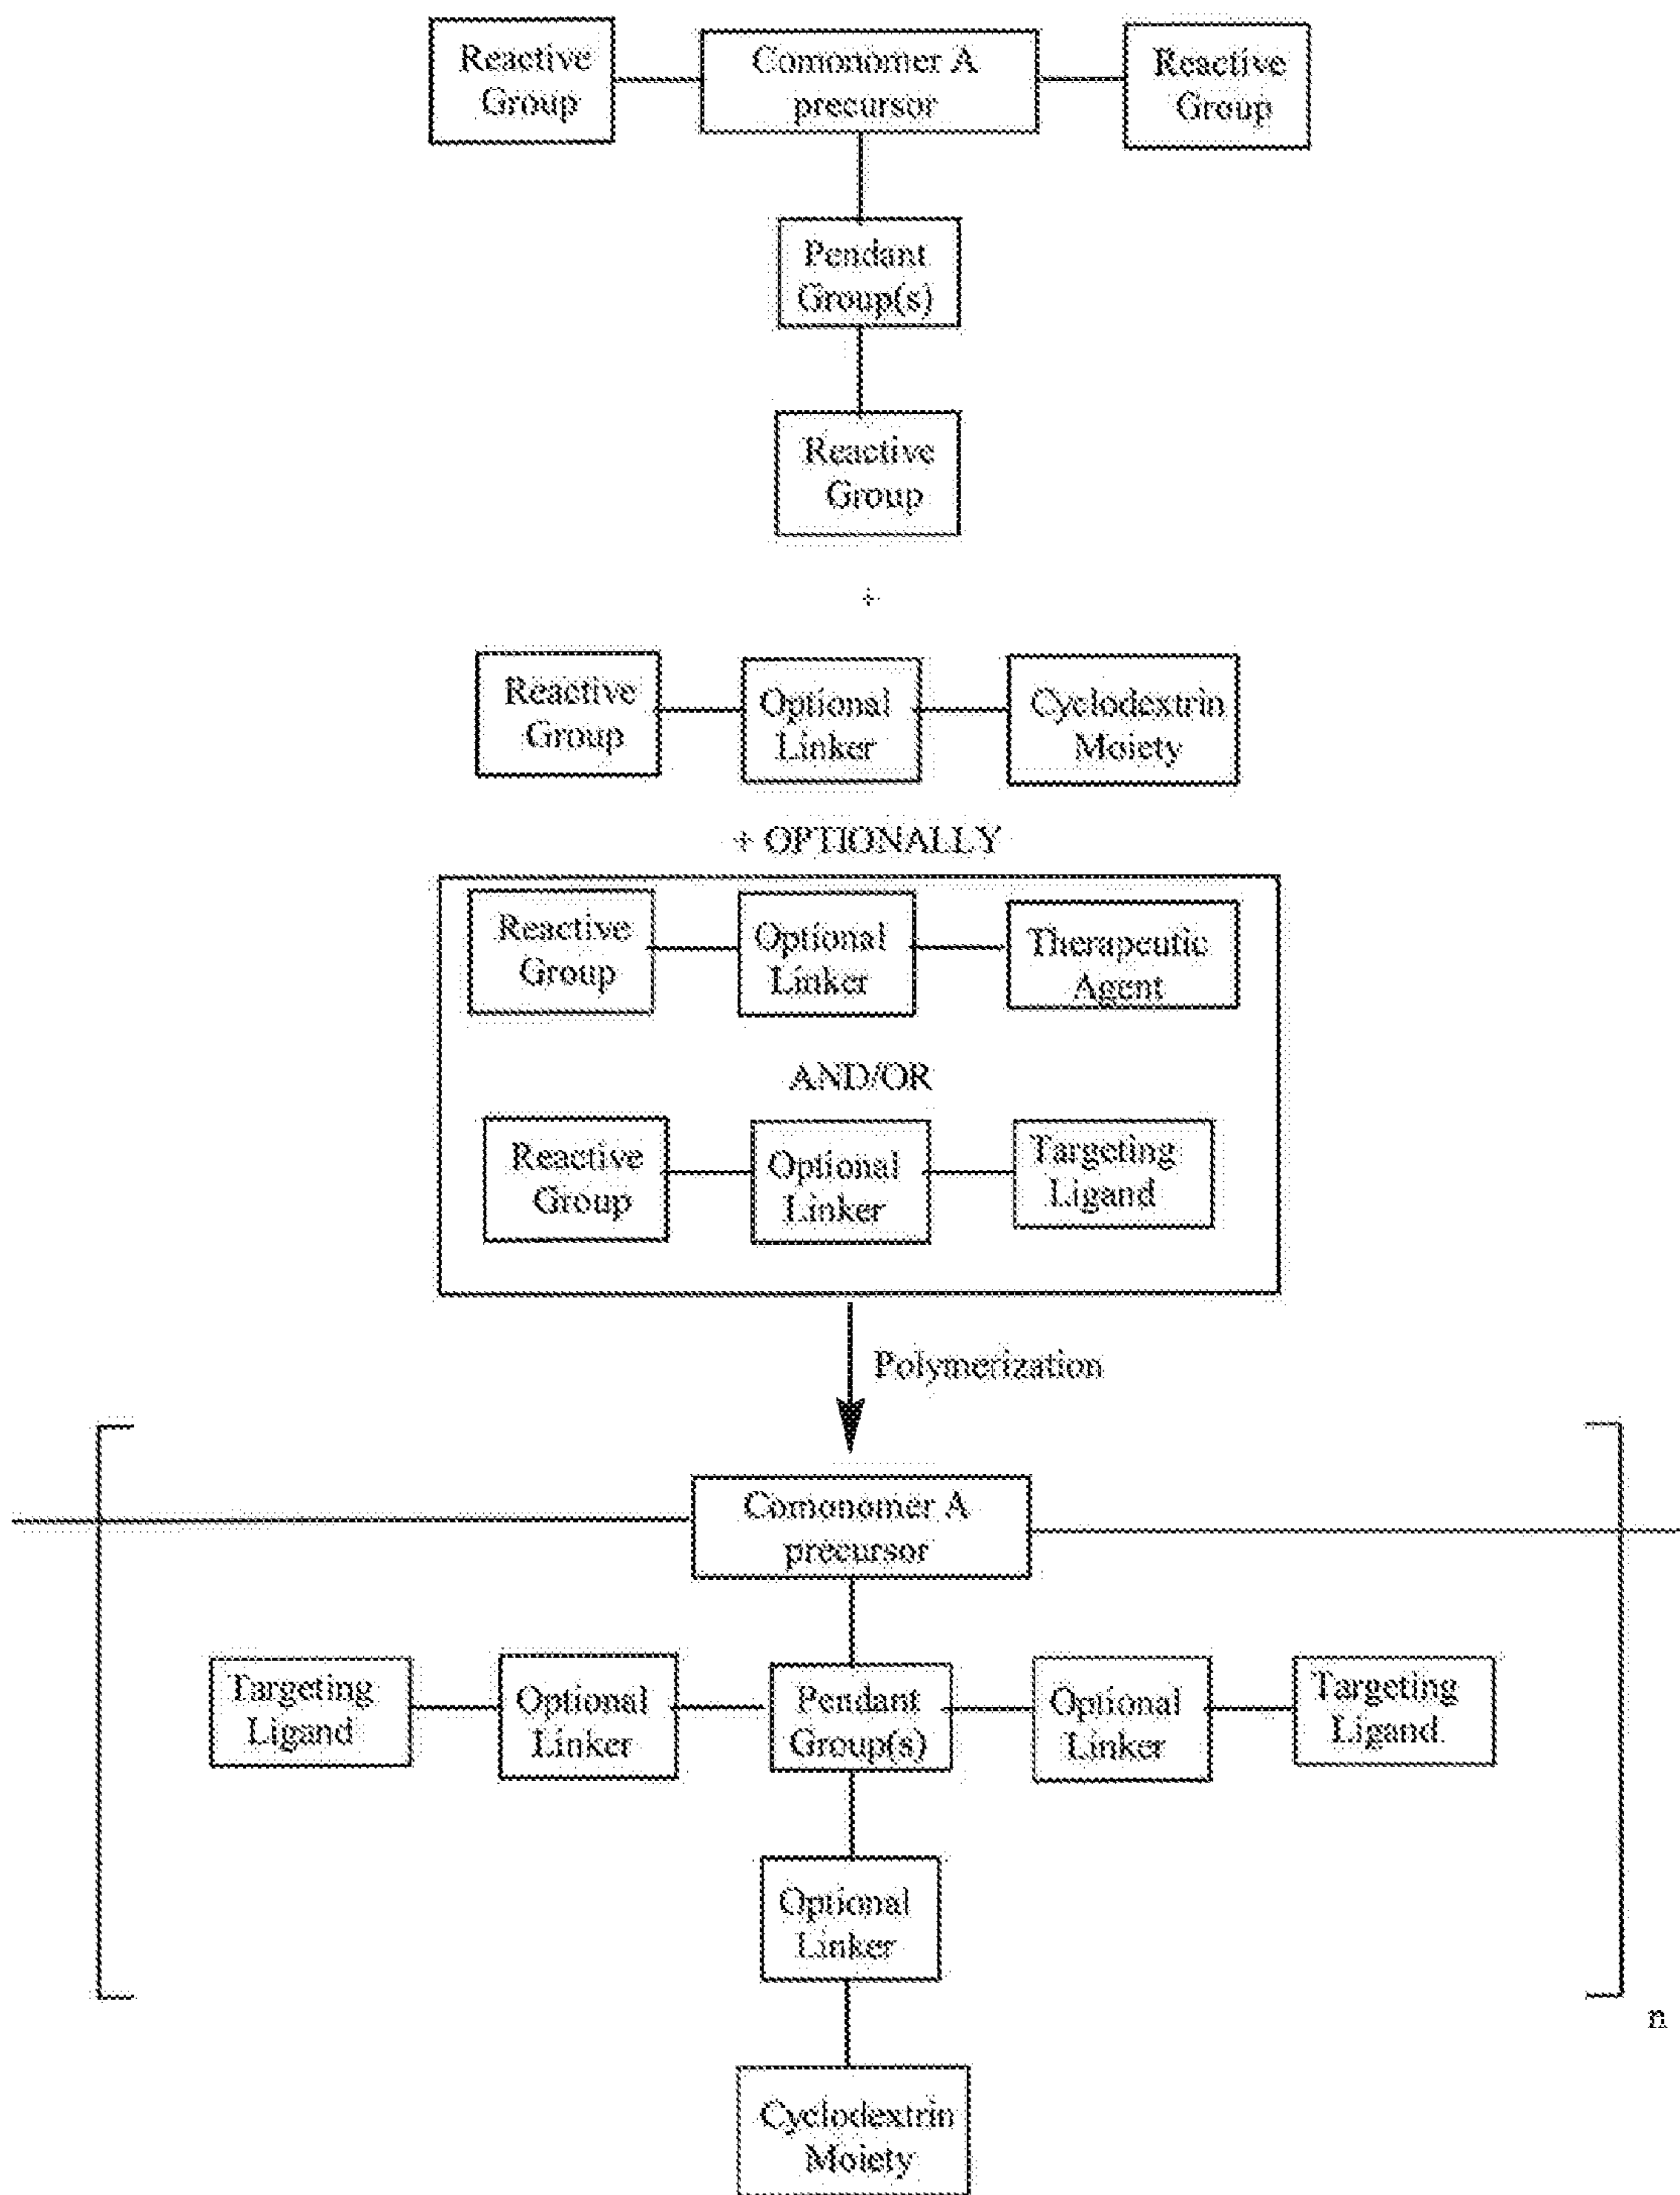 Reactive
Group
Comonomer A
precursor
Reactive
Group
Pendant
Group(s)
Reactive
Group
+
Reactive
Group
Optional
Linker
Cyclodextrin
Moiety
+ OPTIONALLY
Reactive
Group
Optional
Linker
Therapeutic
Agent
AND/OR
Reactive
Group
Optional
Linker
Targeting
Ligand
Polymerization
Comonomer A
precursor
Targeting
Ligand
Optional
Linker
Pendant
Group(s)
Optional
Linker
Targeting
Ligand
Optional
Linker
n
Cyclodextrin
Moiety